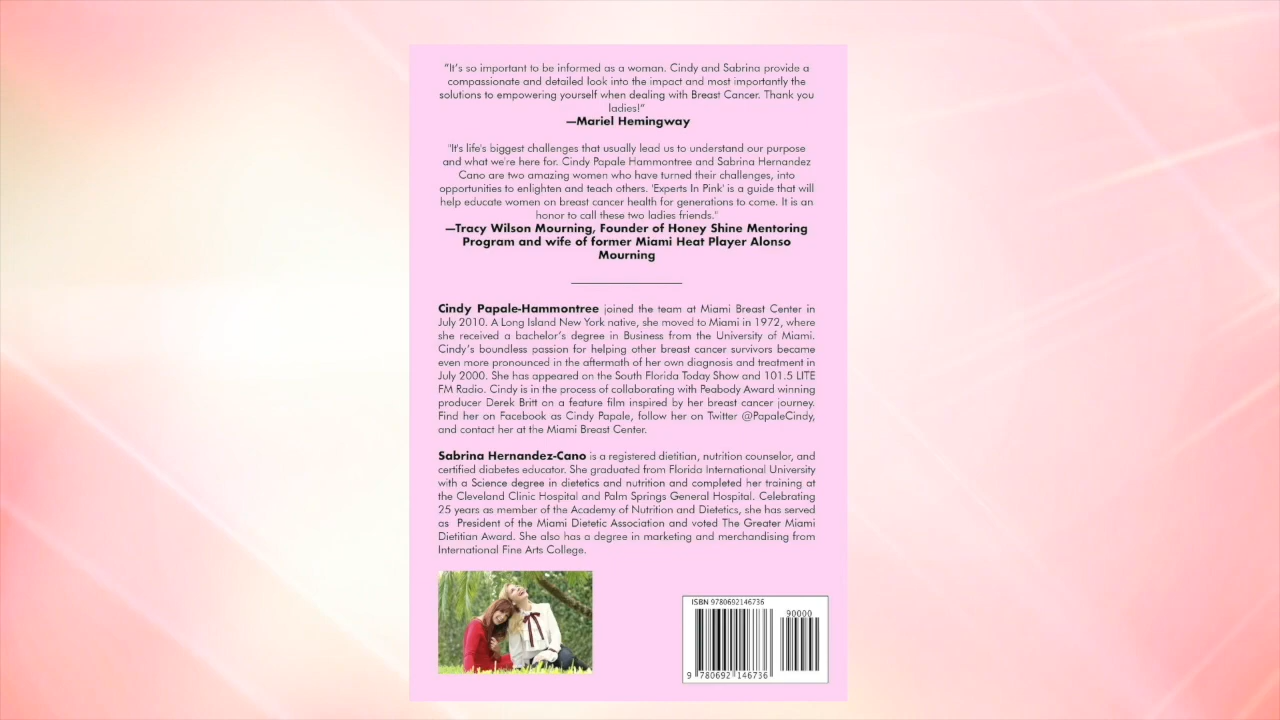 “It’s so important to be informed as a woman. Cindy and Sabrina provide a
compassionate and detailed look into the impact and most importantly the
solutions to empowering yourself when dealing with Breast Cancer. Thank you
ladies!”
—Mariel Hemingway
"It's life's biggest challenges that usually lead us to understand our purpose
and what we're here for. Cindy Papale Hammontree and Sabrina Hernandez
Cano are two amazing women who have turned their challenges, into
opportunities to enlighten and teach others. 'Experts In Pink' is a guide that will
help educate women on breast cancer health for generations to come. It is an
honor to call these two ladies friends."
—Tracy Wilson Mourning, Founder of Honey Shine Mentoring
Program and wife of former Miami Heat Player Alonso
Mourning
Cindy Papale-Hammontree joined the team at Miami Breast Center in
July 2010. A Long Island New York native, she moved to Miami in 1972, where
she received a bachelor’s degree in Business from the University of Miami.
Cindy’s boundless passion for helping other breast cancer survivors became
even more pronounced in the aftermath of her own diagnosis and treatment in
July 2000. She has appeared on the South Florida Today Show and 101.5 LITE
FM Radio. Cindy is in the process of collaborating with Peabody Award winning
producer Derek Britt on a feature film inspired by her breast cancer journey.
Find her on Facebook as Cindy Papale, follow her on Twitter @PapaleCindy,
and contact her at the Miami Breast Center.
Sabrina Hernandez-Cano is a registered dietitian, nutrition counselor, and
certified diabetes educator. She graduated from Florida International University
with a Science degree in dietetics and nutrition and completed her training at
the Cleveland Clinic Hospital and Palm Springs General Hospital. Celebrating
25 years as member of the Academy of Nutrition and Dietetics, she has served
as President of the Miami Dietetic Association and voted The Greater Miami
Dietitian Award. She also has a degree in marketing and merchandising from
International Fine Arts College.
ISBN 9780692146736
90000
9 780692 146736